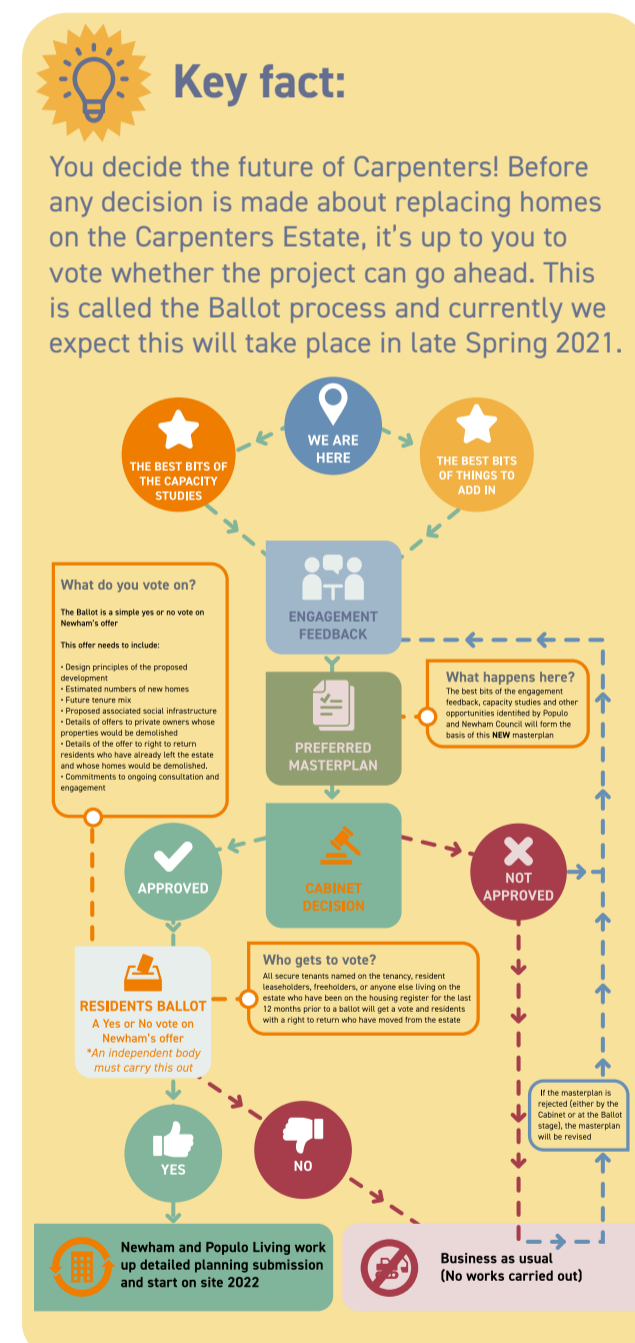 Key fact:
You decide the future of Carpenters! Before
any decision is made about replacing homes
on the Carpenters Estate, it's up to you to
vote whether the project can go ahead. This
is called the Ballot process and currently we
expect this will take place in late Spring 2021.
WE ARE
HERE
THE BEST BITS OF
THE CAPACITY
STUDIES
THE BEST BITS
OF THINGS TO
ADD IN
ENGAGEMENT
FEEDBACK
What do you vote on?
The Ballot is a simple yes or no vote on
Newham's offer
This offer needs to include:
• Design principles of the proposed
development
• Estimated numbers of new homes
• Future tenure mix
• Proposed associated social infrastructure
• Details of offers to private owners whose
properties would be demolished
• Details of the offer to right to return
residents who have already left the estate
and whose homes would be demolished.
• Commitments to ongoing consultation and
engagement
PREFERRED
MASTERPLAN
What happens here?
The best bits of the engagement
feedback, capacity studies and other
opportunities identified by Populo
and Newham Council will form the
basis of this NEW masterplan
APPROVED
CABINET
DECISION
NOT
APPROVED
RESIDENTS BALLOT
A Yes or No vote on
Newham's offer
*An independent body
must carry this out
Who gets to vote?
All secure tenants named on the tenancy, resident
leaseholders, freeholders, or anyone else living on the
estate who have been on the housing register for the last
12 months prior to a ballot will get a vote and residents
with a right to return who have moved from the estate
If the masterplan is
rejected (either by the
Cabinet or at the Ballot
stage), the masterplan
will be revised
YES
NO
Newham and Populo Living work
up detailed planning submission
and start on site 2022
Business as usual
(No works carried out)